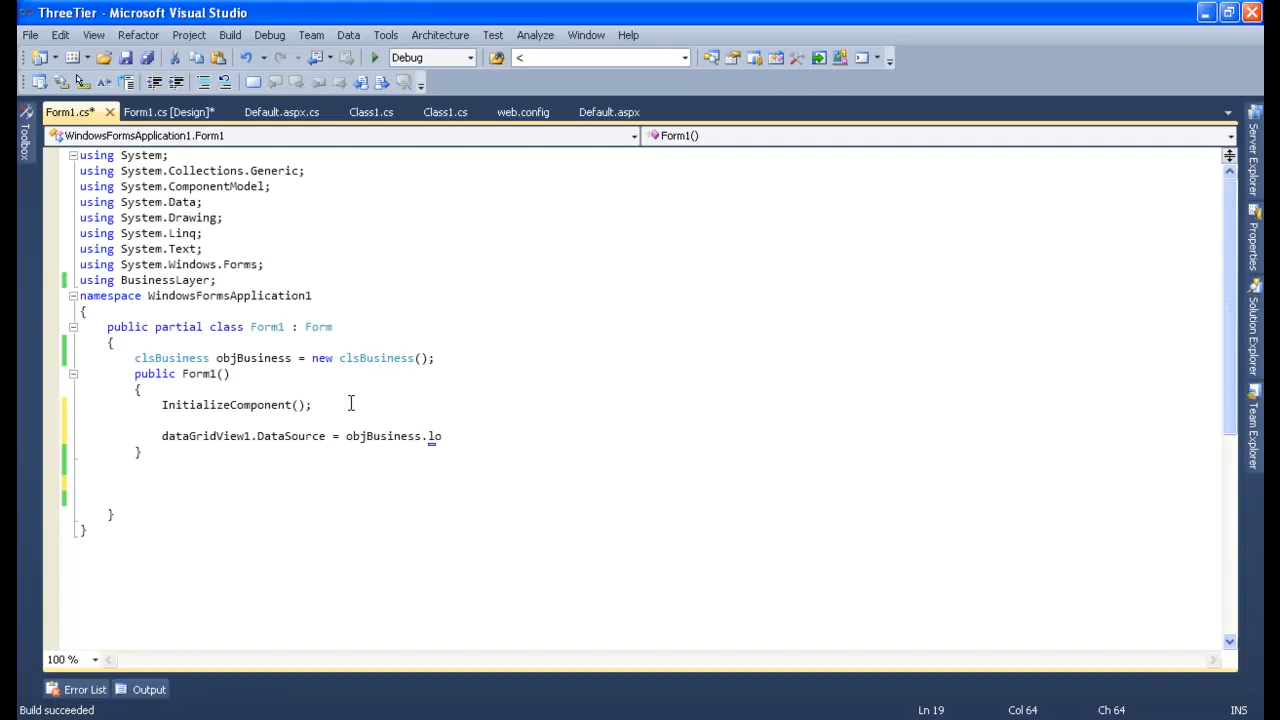 ThreeTier - Microsoft Visual Studio
File Edit View Refactor Project Build Debug Team Data Tools Architecture Test Analyze Window Help
Debug <
Form1.cs* Form1.cs [Design]* Default.aspx.cs Class1.cs Class1.cs web.config Default.aspx
Toolbox
WindowsFormsApplication1.Form1 Form1()
using System;
using System.Collections.Generic;
using System.ComponentModel;
using System.Data;
using System.Drawing;
using System.Linq;
using System.Text;
using System.Windows.Forms;
using BusinessLayer;
namespace WindowsFormsApplication1
{
public partial class Form1 : Form
{
clsBusiness objBusiness = new clsBusiness();
public Form1()
{
InitializeComponent();
dataGridView1.DataSource = objBusiness.lo
}
}
}
Server Explorer
Properties
Solution Explorer
Team Explorer
100 %
Error List Output
Build succeeded Ln 19 Col 64 Ch 64 INS